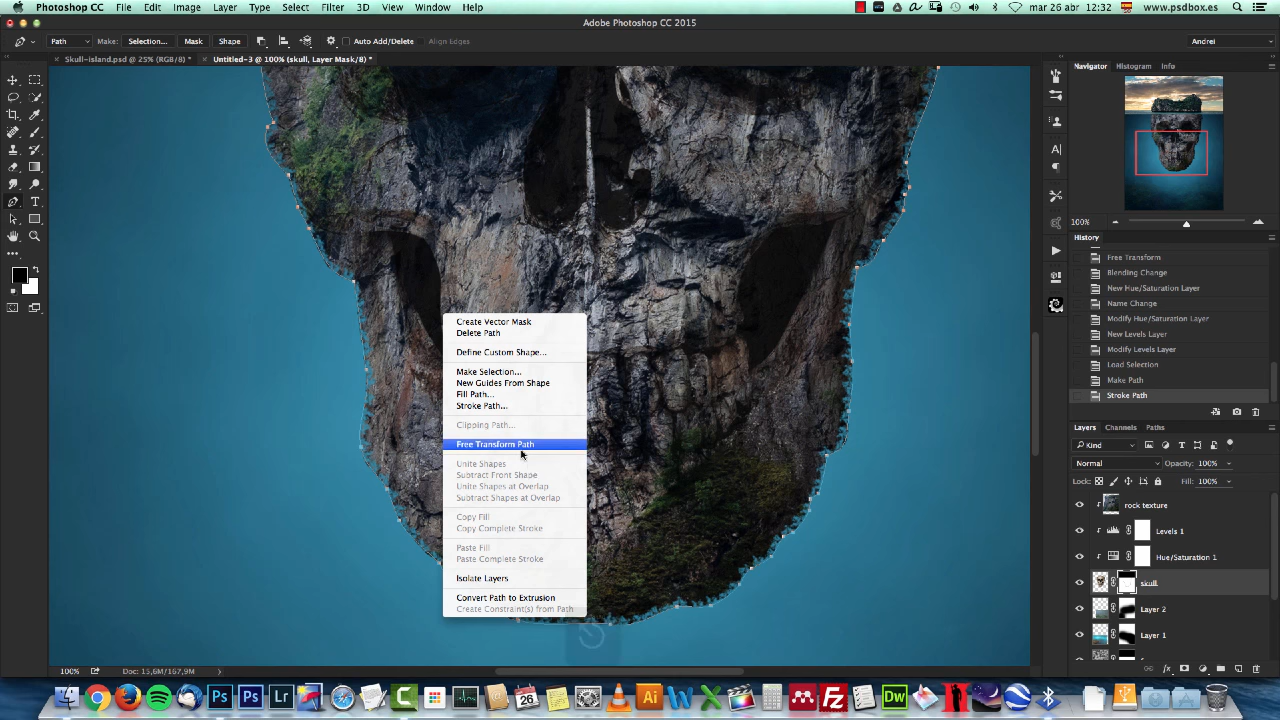 Photoshop File Edit Image Layer Type Select Filter 3D View Window Help mar 26 abr 12:32 www.psdbox.es
Adobe Photoshop CC 2015
Path Make: Selection... Mask Shape Auto Add/Delete Align Edges Andrei
Skull-island.psd @ 25% (RGB/8) * Untitled-3 @ 100% (skull, Layer Mask/8) *
Navigator Histogram Info
100%
History
Free Transform
Blending Change
New Hue/Saturation Layer
Name Change
Modify Hue/Saturation Layer
New Levels Layer
Modify Levels Layer
Load Selection
Make Path
Stroke Path
Create Vector Mask
Delete Path
Define Custom Shape...
Make Selection...
New Guides From Shape
Fill Path...
Stroke Path...
Clipping Path...
Free Transform Path
Unite Shapes
Subtract Front Shape
Unite Shapes at Overlap
Subtract Shapes at Overlap
Copy Fill
Copy Complete Stroke
Paste Fill
Paste Complete Stroke
Isolate Layers
Convert Path to Extrusion
Create Constraint(s) from Path
Layers Channels Paths
Kind
Normal Opacity: 100%
Lock: Fill: 100%
rock texture
Levels 1
Hue/Saturation 1
skull
Layer 2
Layer 1
100% Doc: 15,6M/167,9M
Ps Ps Lr 26 Ai Fz Dw